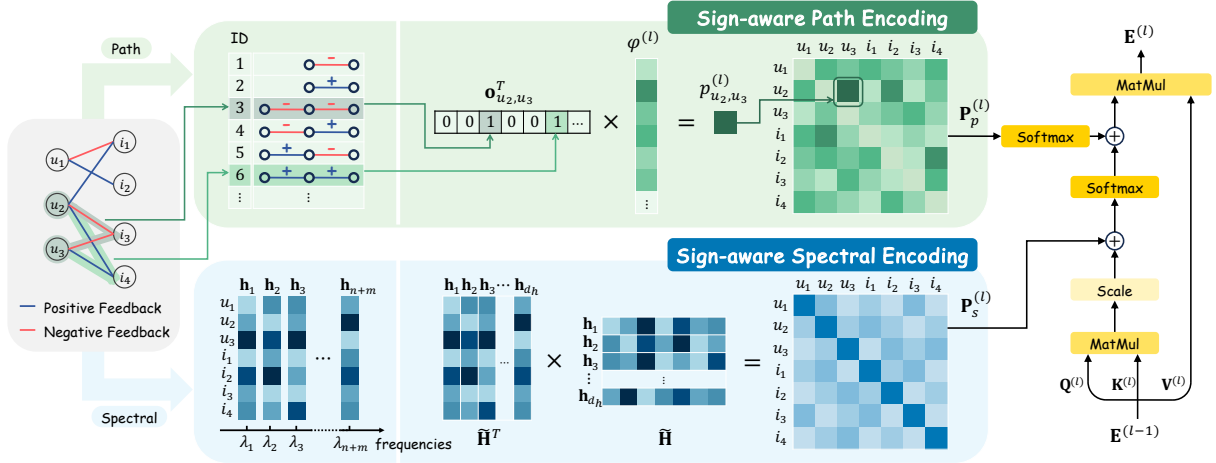 Path
Spectral
u₁
u₂
u₃
i₁
i₂
i₃
i₄
Positive Feedback
Negative Feedback
Sign-aware Path Encoding
ID
1 −
2 +
3 − −
4 − +
5 + −
6 + +
⋮ ⋮
𝐨ᵀ_{u₂,u₃}
0 0 1 0 0 1 ...
×
φ^{(l)}
⋮
=
p^{(l)}_{u₂,u₃}
u₁ u₂ u₃ i₁ i₂ i₃ i₄
u₁
u₂
u₃
i₁
i₂
i₃
i₄
𝐏_p^{(l)}
Sign-aware Spectral Encoding
𝐡₁ 𝐡₂ 𝐡₃ 𝐡_{n+m}
u₁
u₂
u₃
i₁
i₂
i₃
i₄
...
λ₁ λ₂ λ₃ λ_{n+m} frequencies
𝐡₁ 𝐡₂ 𝐡₃ ⋯ 𝐡_{d_h}
...
𝐇̃ᵀ
×
𝐡₁
𝐡₂
𝐡₃
⋮ ...
𝐡_{d_h}
𝐇̃
=
u₁ u₂ u₃ i₁ i₂ i₃ i₄
u₁
u₂
u₃
i₁
i₂
i₃
i₄
𝐏_s^{(l)}
𝐄^{(l)}
MatMul
Softmax
+
Softmax
+
Scale
MatMul
𝐐^{(l)} 𝐊^{(l)} 𝐕^{(l)}
𝐄^{(l−1)}